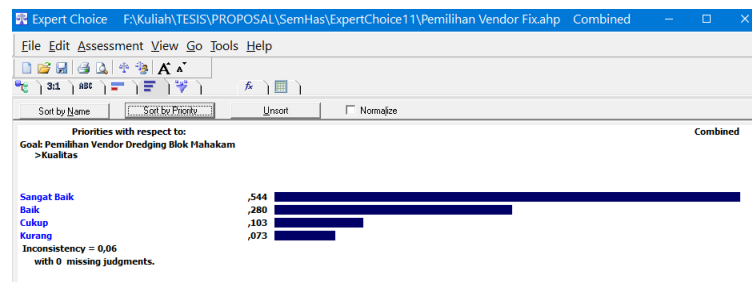 Expert Choice F:\Kuliah\TESIS\PROPOSAL\SemHas\ExpertChoice11\Pemilihan Vendor Fix.ahp Combined
File Edit Assessment View Go Tools Help
A A
3:1 ABC fx
Sort by Name Sort by Priority Unsort Normalize
Priorities with respect to: Combined
Goal: Pemilihan Vendor Dredging Blok Mahakam
>Kualitas
Sangat Baik ,544
Baik ,280
Cukup ,103
Kurang ,073
Inconsistency = 0,06
with 0 missing judgments.